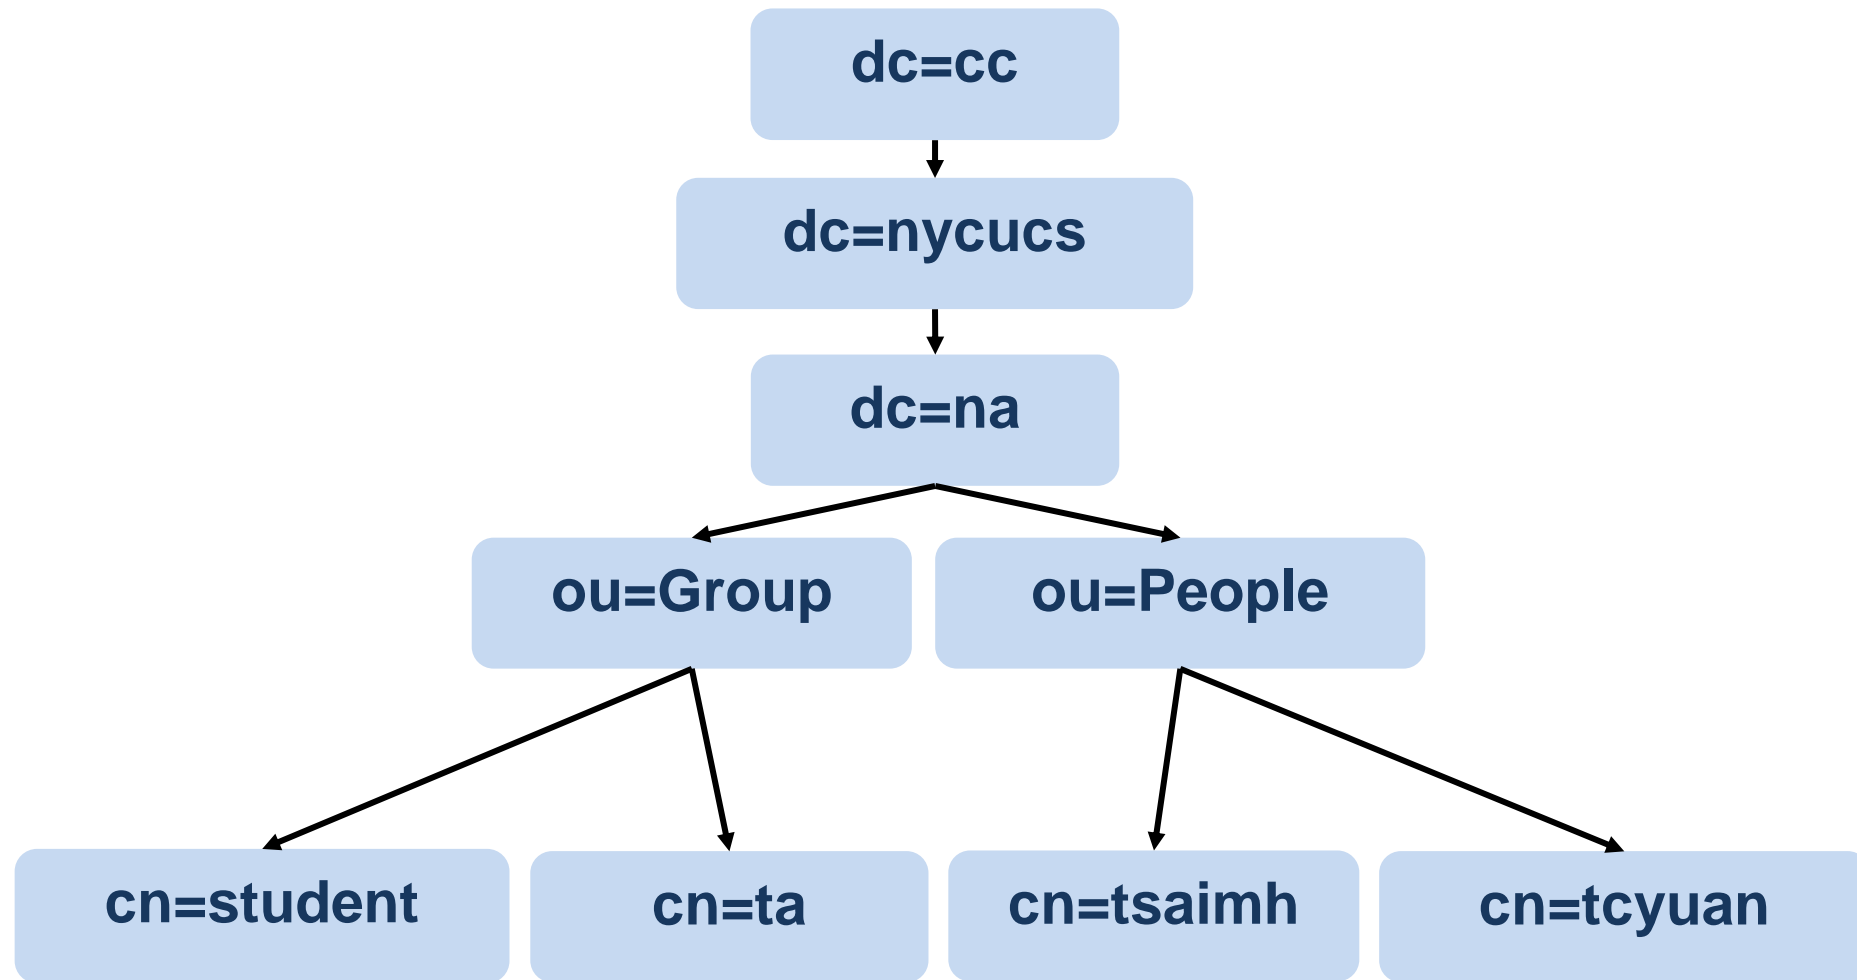 dc=cc
dc=nycucs
dc=na
ou=Group
ou=People
cn=student
cn=ta
cn=tsaimh
cn=tcyuan